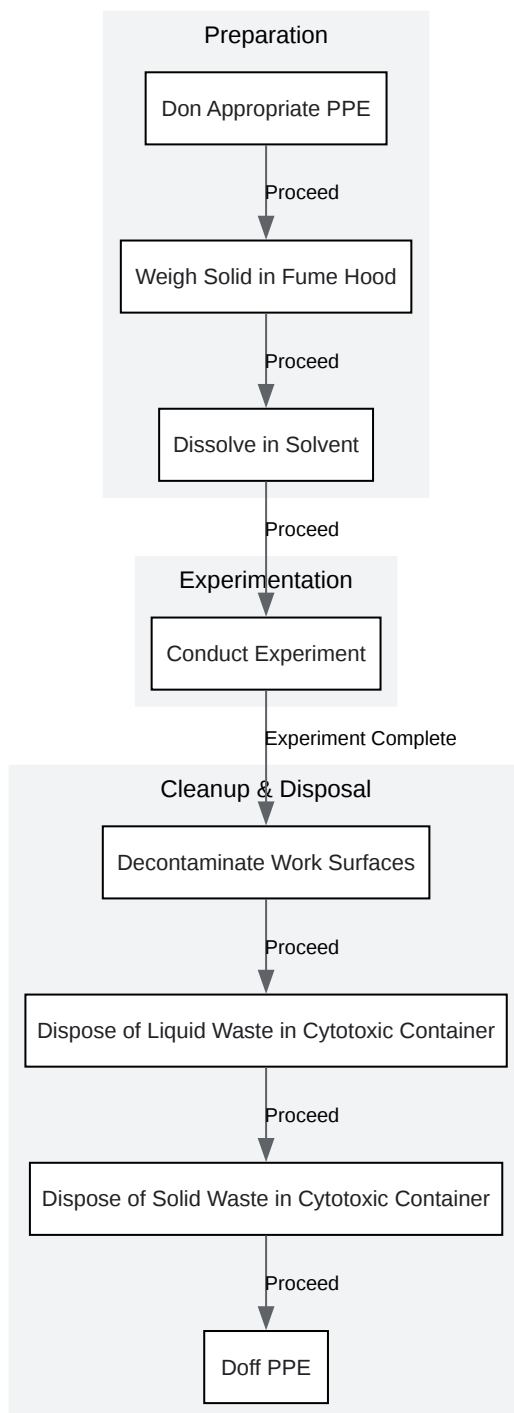 Preparation
Don Appropriate PPE
Proceed
Weigh Solid in Fume Hood
Proceed
Dissolve in Solvent
Proceed
Experimentation
Conduct Experiment
Experiment Complete
Cleanup & Disposal
Decontaminate Work Surfaces
Proceed
Dispose of Liquid Waste in Cytotoxic Container
Proceed
Dispose of Solid Waste in Cytotoxic Container
Proceed
Doff PPE